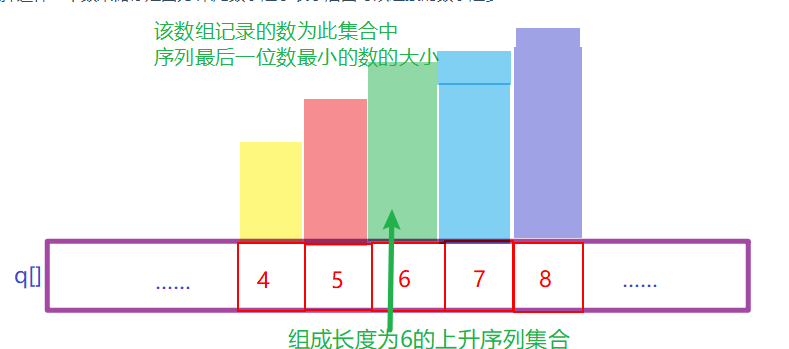 该数组记录的数为此集合中
序列最后一位数最小的数的大小
q[] ...... 4 5 6 7 8 ......
组成长度为6的上升序列集合